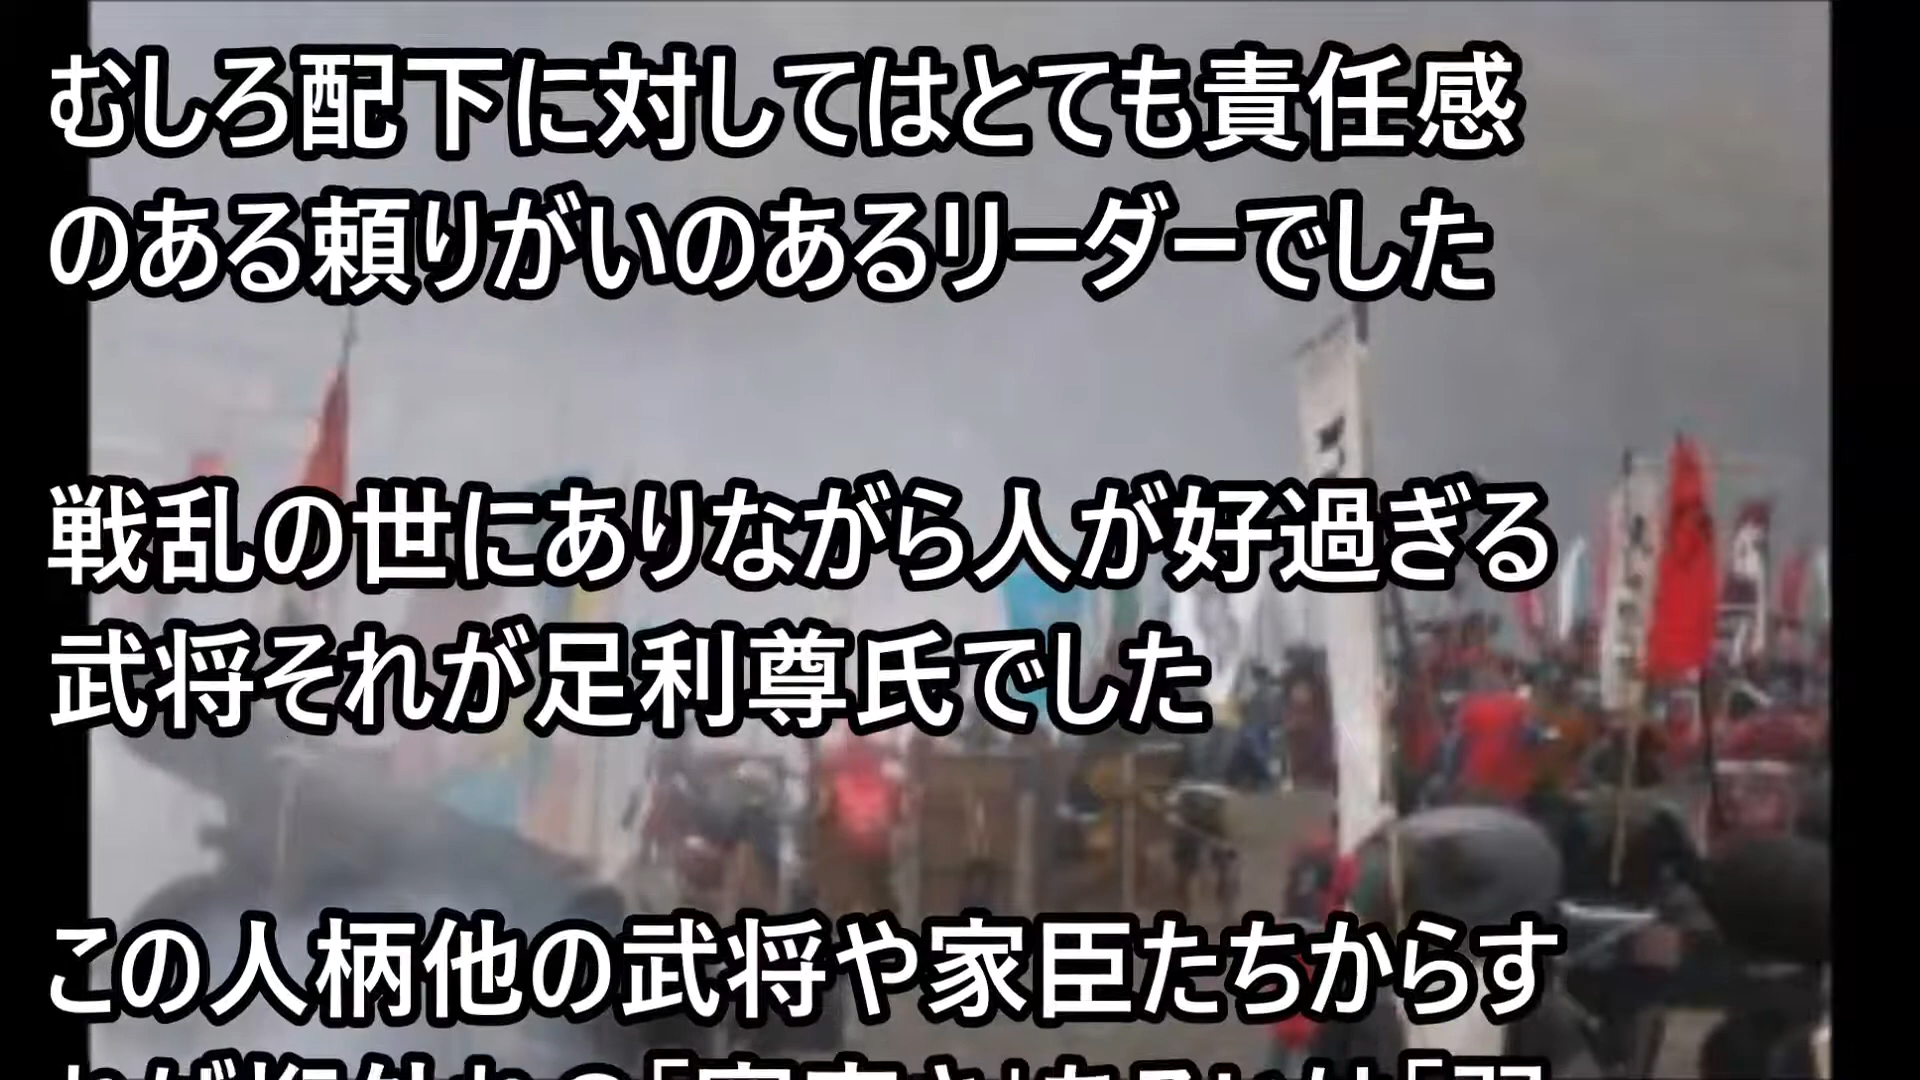 むしろ配下に対してはとても責任感
のある頼りがいのあるリーダーでした
戦乱の世にありながら人が好過ぎる
武将それが足利尊氏でした
この人柄他の武将や家臣たちからす